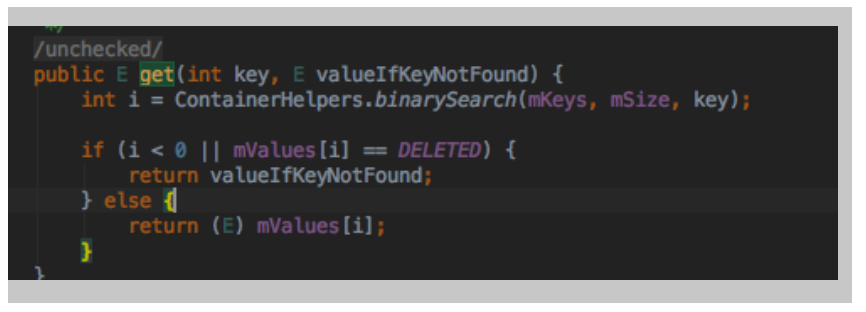 */
/unchecked/
public E get(int key, E valueIfKeyNotFound) {
int i = ContainerHelpers.binarySearch(mKeys, mSize, key);
if (i < 0 || mValues[i] == DELETED) {
return valueIfKeyNotFound;
} else {
return (E) mValues[i];
}
}